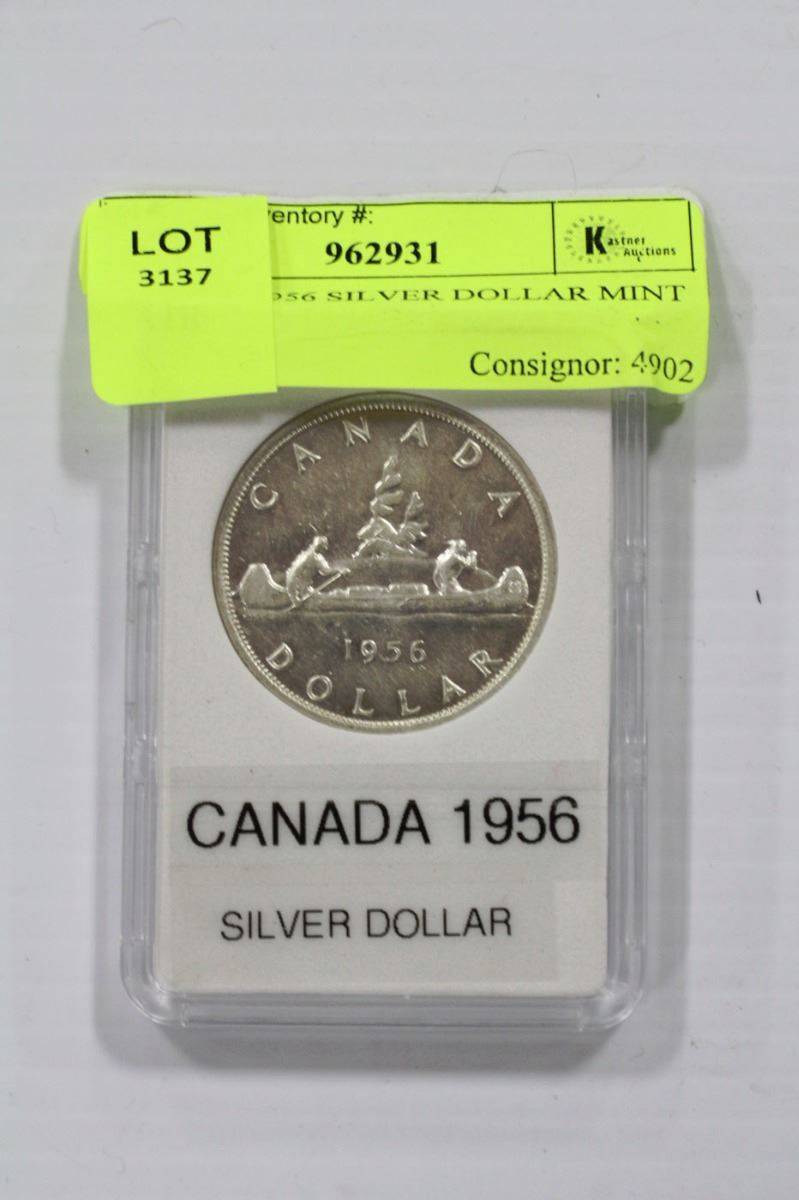 LOT
3137
ventory #:
962931
Kastner
Auctions
956 SILVER DOLLAR MINT
Consignor: 4902
CANADA
1956
DOLLAR
CANADA 1956
SILVER DOLLAR